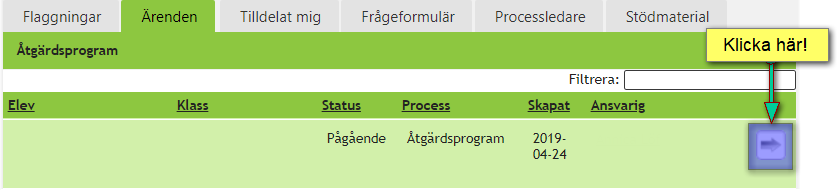 Flaggningar Ärenden Tilldelat mig Frågeformulär Processledare Stödmaterial
Åtgärdsprogram
Klicka här!
Filtrera:
Elev Klass Status Process Skapat Ansvarig
Pågående Åtgärdsprogram 2019-
04-24